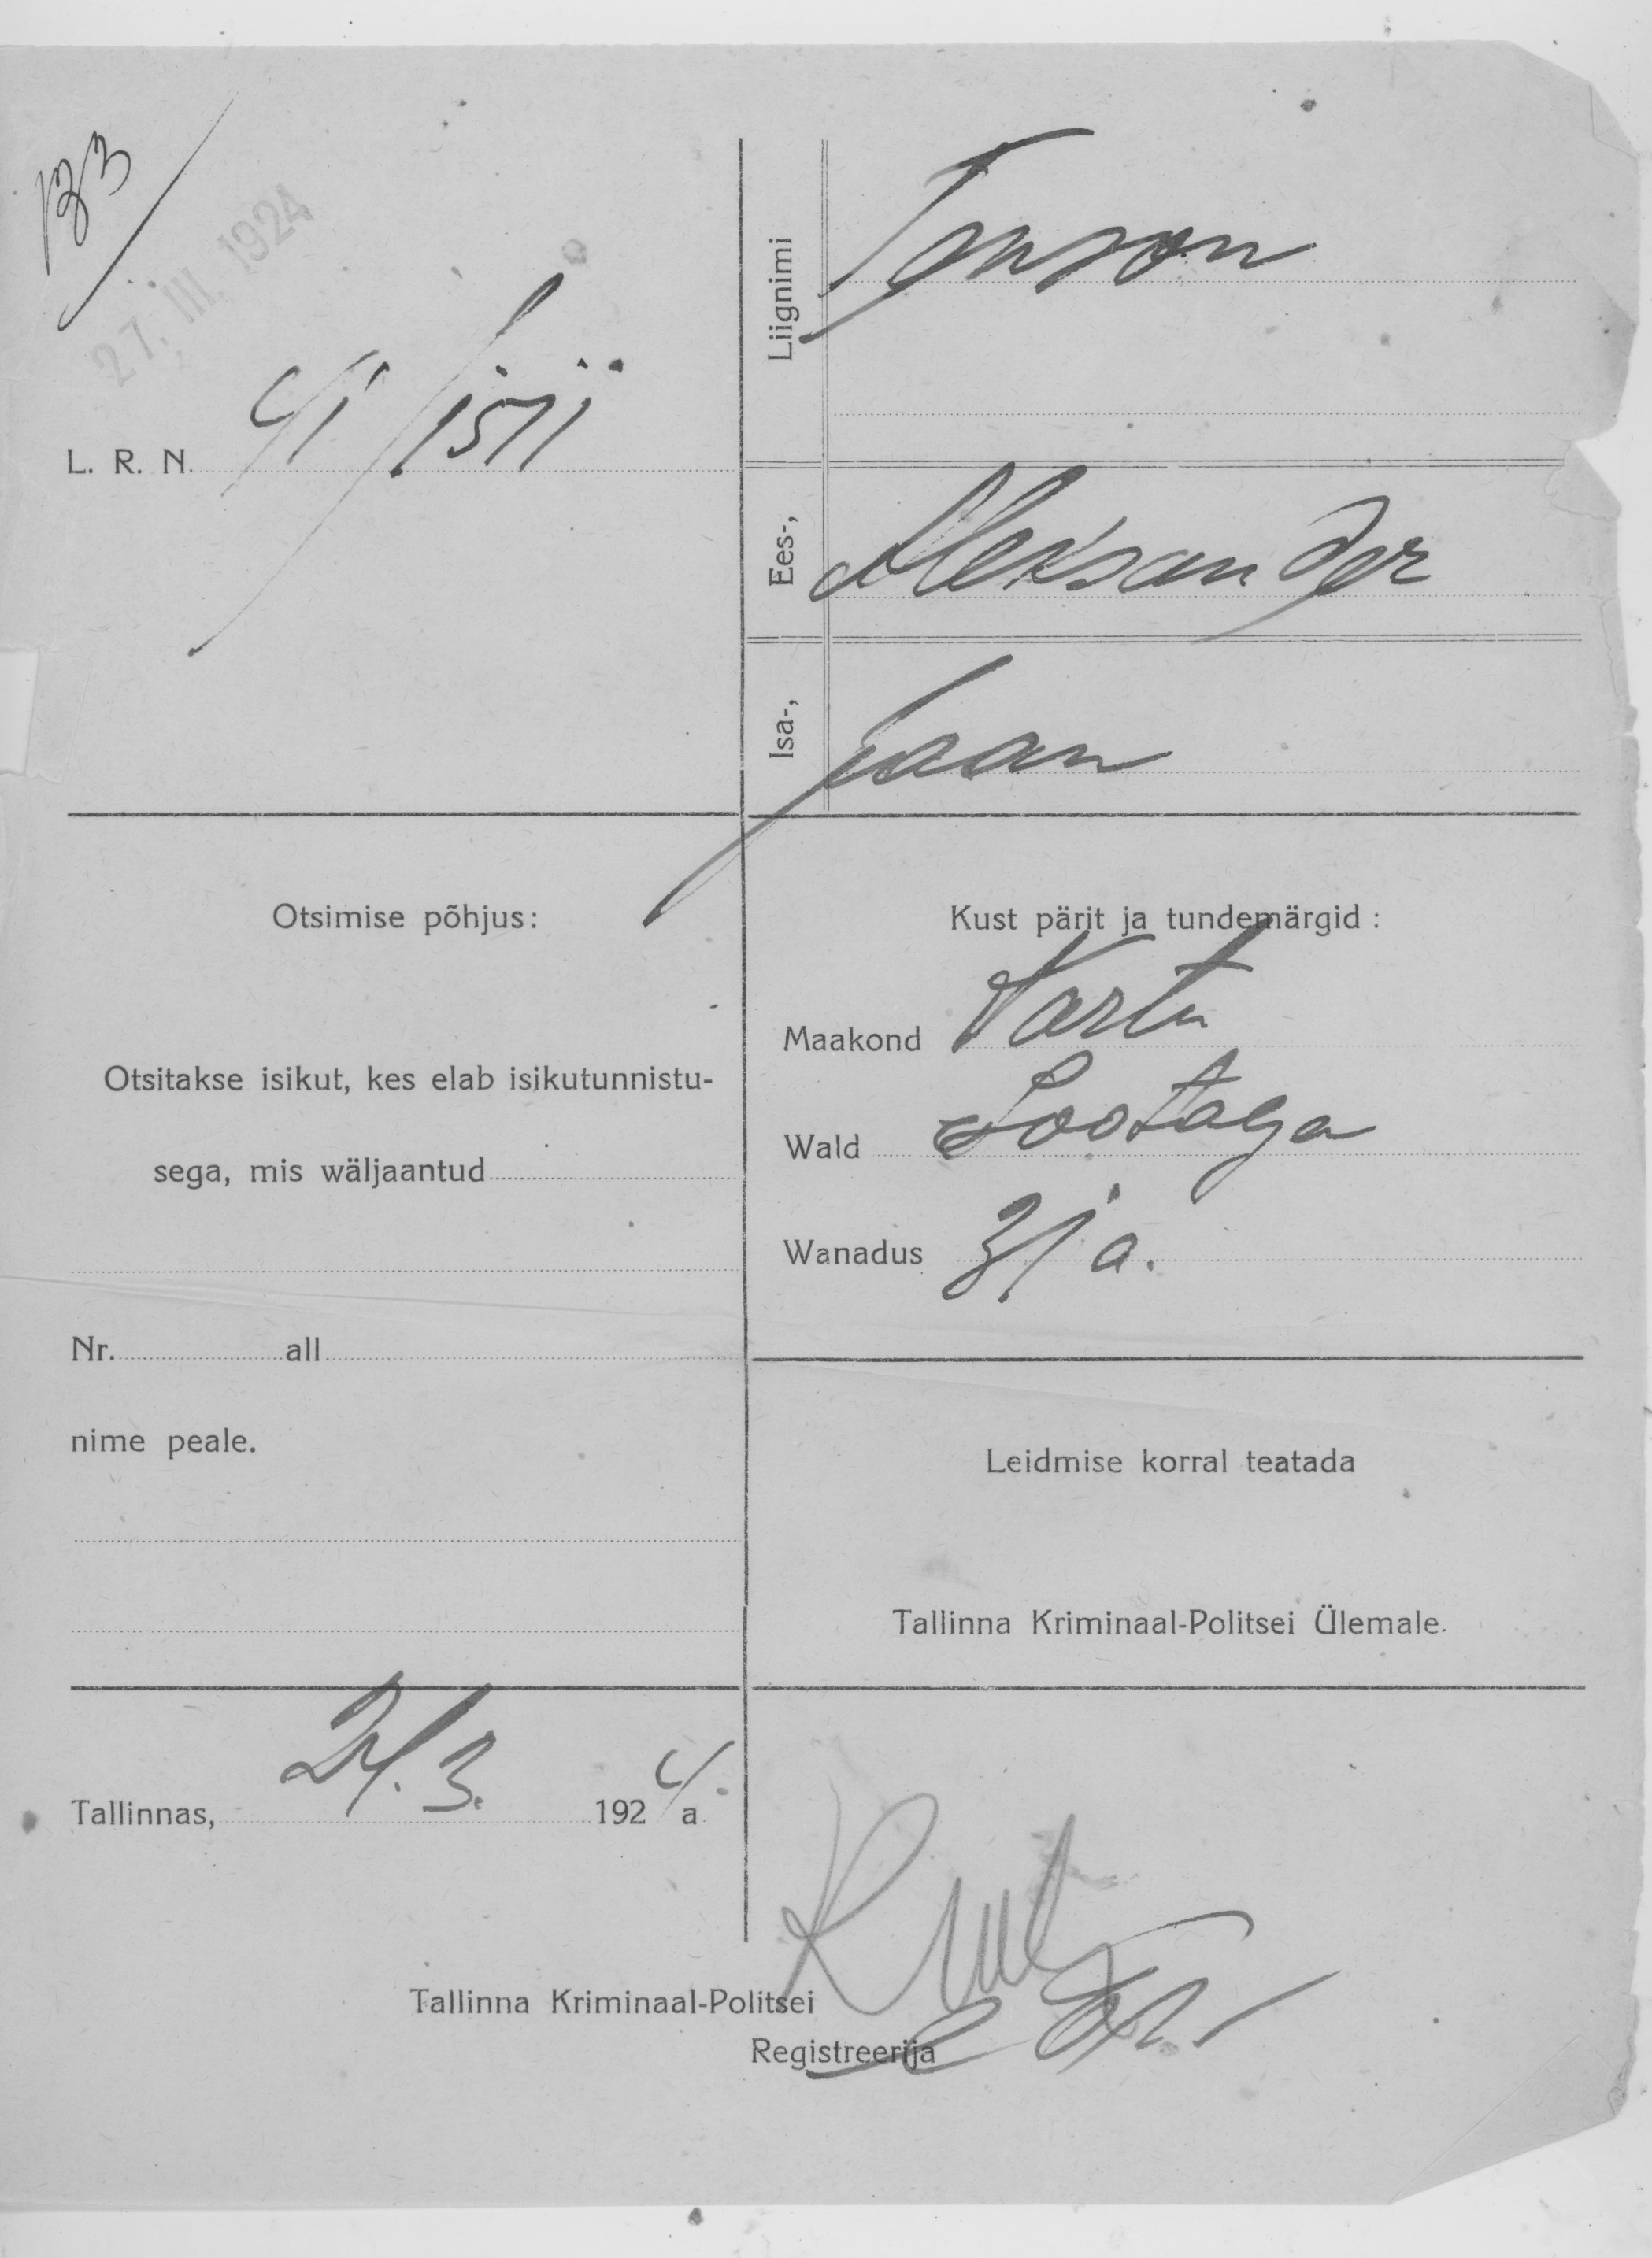 133
27. III. 1924
L. R. N. 4i/1511
Liignimi Jonson
Ees-, Aleksander
Isa-, Jaan
Otsimise põhjus:
Otsitakse isikut, kes elab isikutunnistu-
sega, mis wäljaantud
Nr. all
nime peale.
Kust pärit ja tundemärgid:
Maakond Tartu
Wald Sootaga
Wanadus 31 a.
Leidmise korral teatada
Tallinna Kriminaal-Politsei Ülemale.
Tallinnas, 24. 3. 1924 a.
Tallinna Kriminaal-Politsei
Registreerija